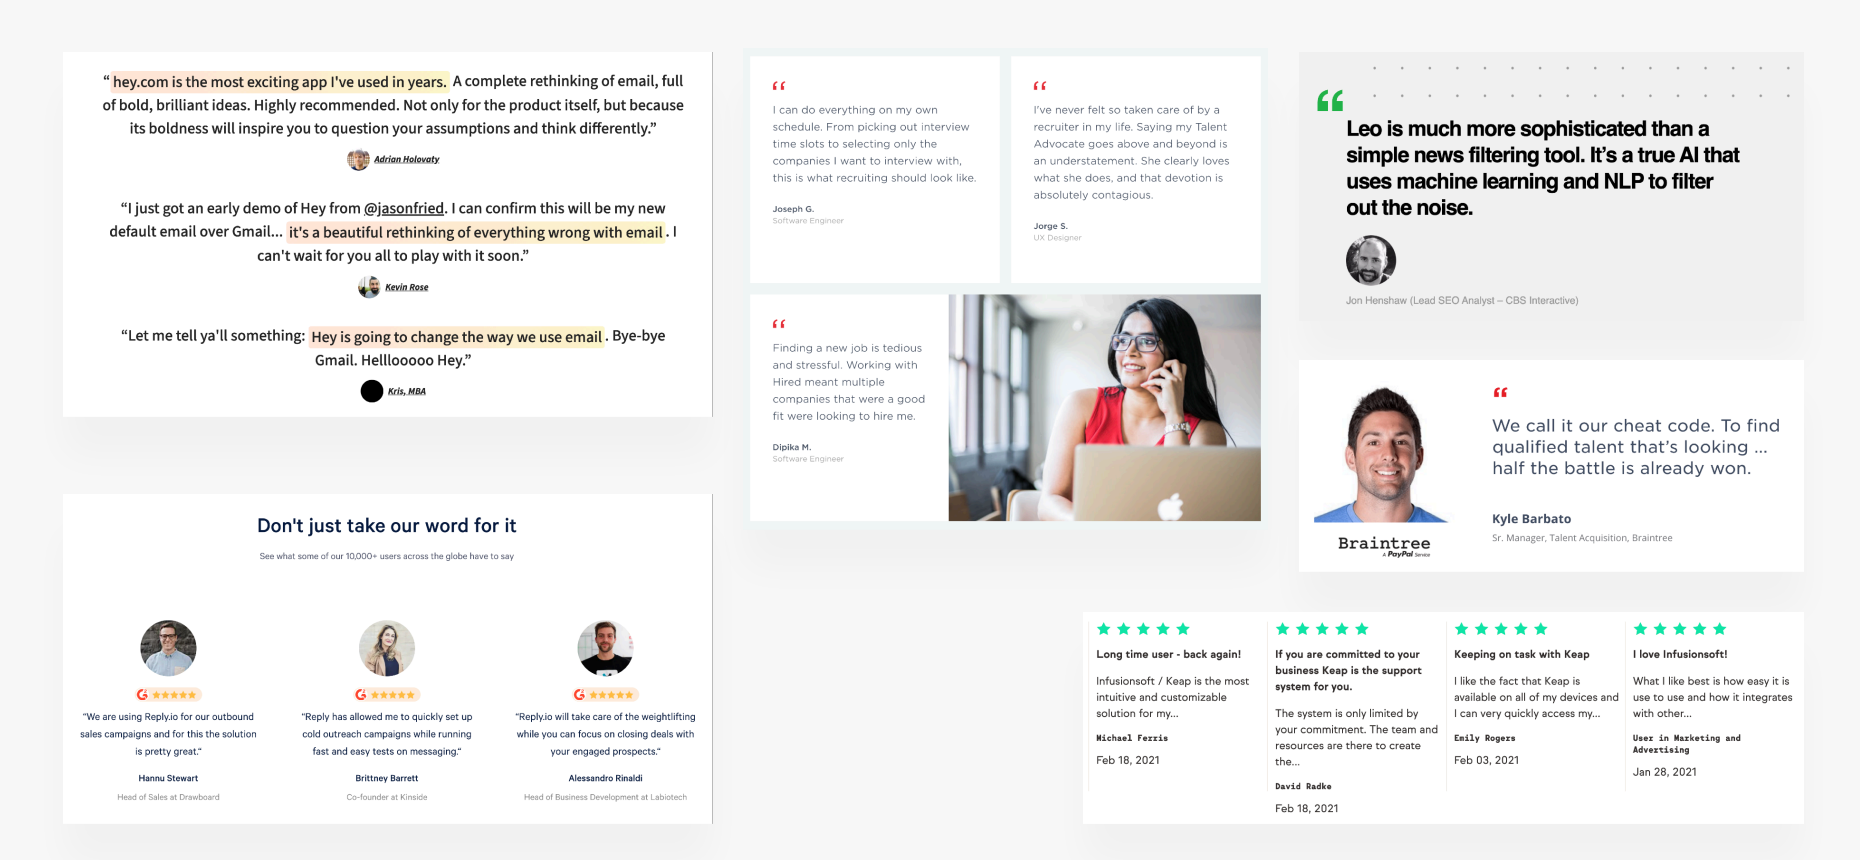 “ hey.com is the most exciting app I've used in years. A complete rethinking of email, full
of bold, brilliant ideas. Highly recommended. Not only for the product itself, but because
its boldness will inspire you to question your assumptions and think differently.”
Adrian Holovaty
“I just got an early demo of Hey from @jasonfried. I can confirm this will be my new
default email over Gmail... it's a beautiful rethinking of everything wrong with email. I
can't wait for you all to play with it soon.”
Kevin Rose
“Let me tell ya'll something: Hey is going to change the way we use email. Bye-bye
Gmail. Helllooooo Hey.”
Kris, MBA
Don't just take our word for it
See what some of our 10,000+ users across the globe have to say
“We are using Reply.io for our outbound
sales campaigns and for this the solution
is pretty great.“
Hannu Stewart
Head of Sales at Drawboard
“Reply has allowed me to quickly set up
cold outreach campaigns while running
fast and easy tests on messaging.“
Brittney Barrett
Co-founder at Kinside
“Reply.io will take care of the weightlifting
while you can focus on closing deals with
your engaged prospects.“
Alessandro Rinaldi
Head of Business Development at Labiotech
“
I can do everything on my own
schedule. From picking out interview
time slots to selecting only the
companies I want to interview with,
this is what recruiting should look like.
Joseph G.
Software Engineer
“
I've never felt so taken care of by a
recruiter in my life. Saying my Talent
Advocate goes above and beyond is
an understatement. She clearly loves
what she does, and that devotion is
absolutely contagious.
Jorge S.
UX Designer
“
Finding a new job is tedious
and stressful. Working with
Hired meant multiple
companies that were a good
fit were looking to hire me.
Dipika M.
Software Engineer
“
Leo is much more sophisticated than a
simple news filtering tool. It’s a true AI that
uses machine learning and NLP to filter
out the noise.
Jon Henshaw (Lead SEO Analyst – CBS Interactive)
“
We call it our cheat code. To find
qualified talent that’s looking ...
half the battle is already won.
Kyle Barbato
Sr. Manager, Talent Acquisition, Braintree
Braintree
A PayPal Service
Long time user - back again!
Infusionsoft / Keap is the most
intuitive and customizable
solution for my...
Michael Ferris
Feb 18, 2021
If you are committed to your
business Keap is the support
system for you.
The system is only limited by
your commitment. The team and
resources are there to create
the...
David Radke
Feb 18, 2021
Keeping on task with Keap
I like the fact that Keap is
available on all of my devices and
I can very quickly access my...
Emily Rogers
Feb 03, 2021
I love Infusionsoft!
What I like best is how easy it is
use to use and how it integrates
with other...
User in Marketing and
Advertising
Jan 28, 2021